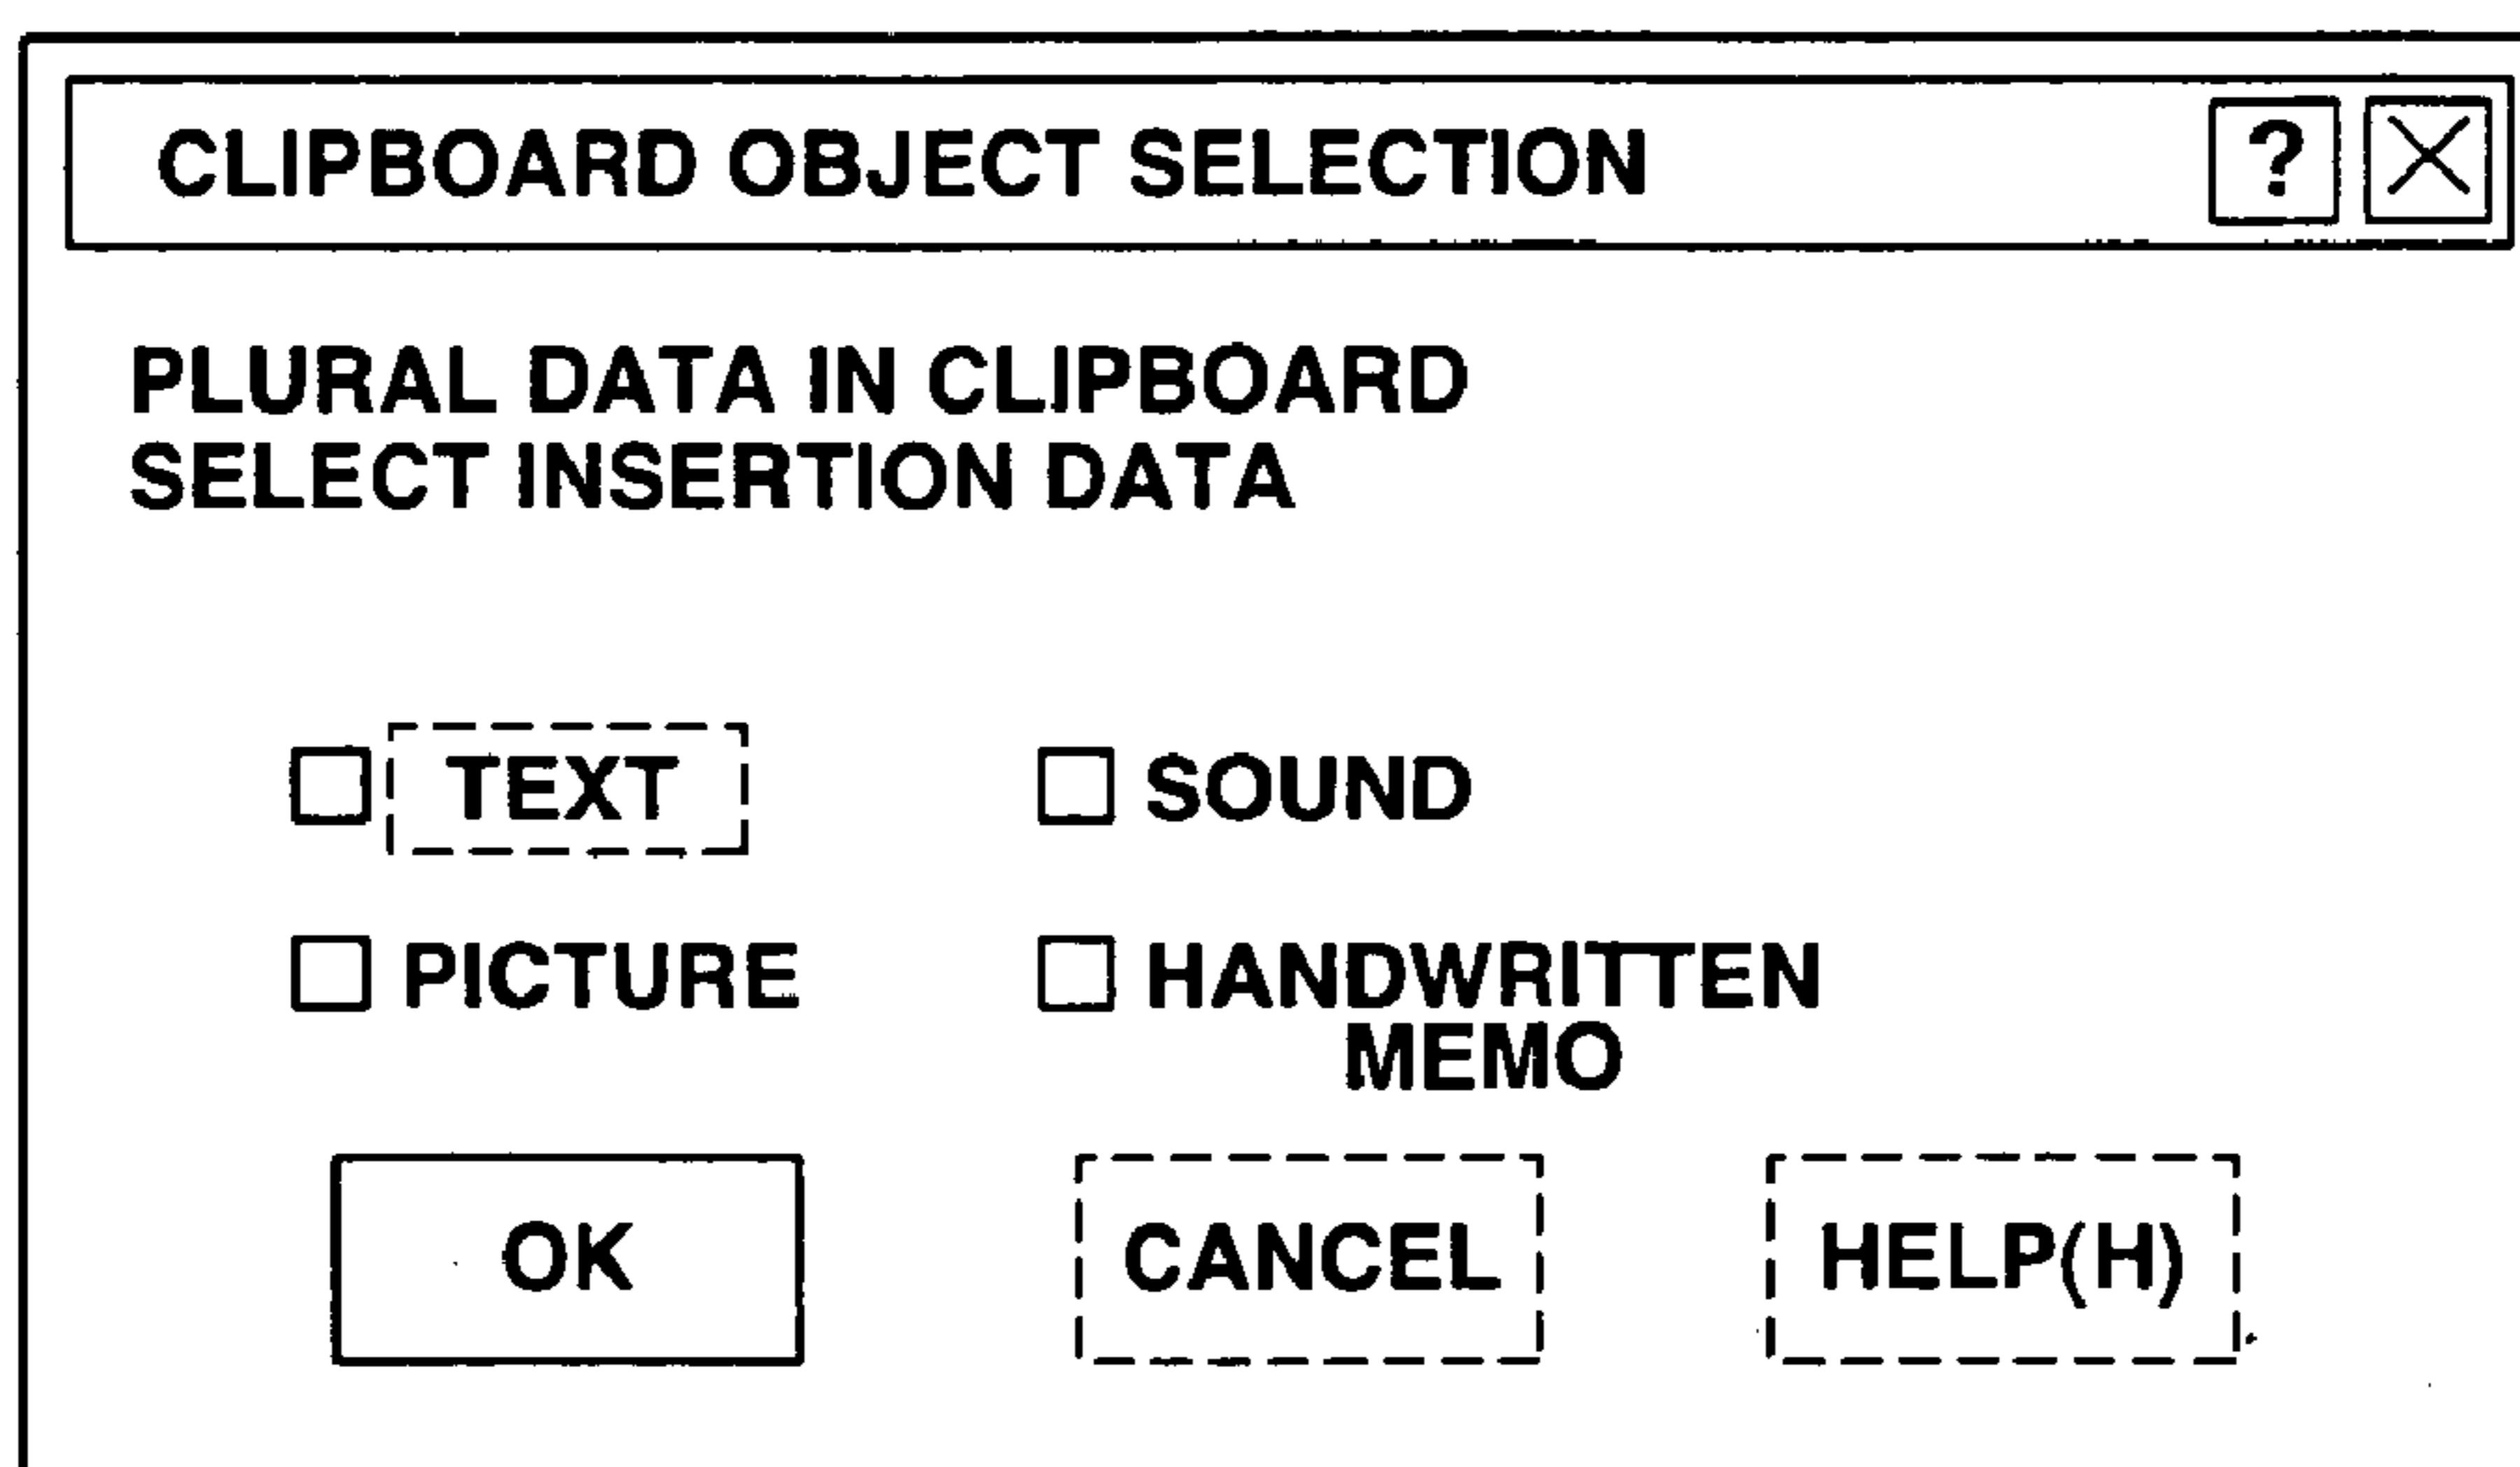 CLIPBOARD OBJECT SELECTION ?
PLURAL DATA IN CLIPBOARD
SELECT INSERTION DATA
TEXT SOUND
PICTURE HANDWRITTEN
MEMO
OK CANCEL HELP(H)